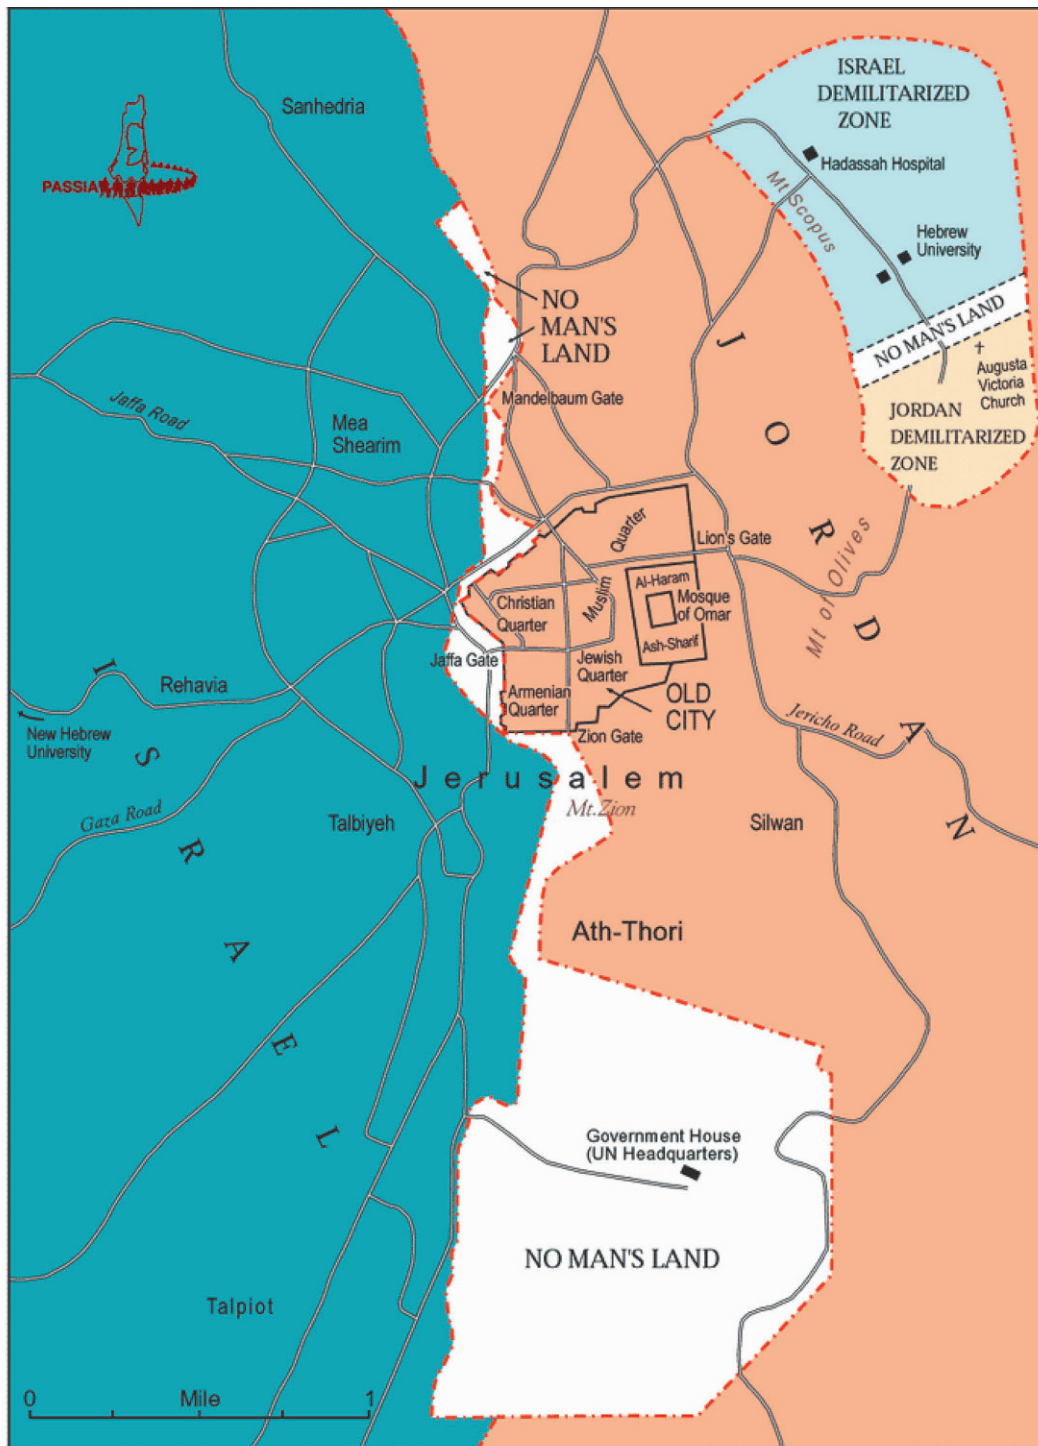 ISRAEL
DEMILITARIZED
ZONE
Sanhedria
Hadassah Hospital
PASSIA
Mt Scopus
Hebrew
University
NO
MAN'S
LAND
NO MAN'S LAND
Augusta
Victoria
Church
Mandelbaum Gate
Jaffa Road
Mea
Shearim
JORDAN
DEMILITARIZED
ZONE
JORDAN
Quarter
Muslim
Lion's Gate
Mt of Olives
Al-Haram
Mosque
of Omar
Ash-Sharif
Christian
Quarter
Jaffa Gate
Jewish
Quarter
Armenian
Quarter
OLD
CITY
Zion Gate
Rehavia
New Hebrew
University
ISRAEL
Jericho Road
Jerusalem
Mt.Zion
Gaza Road
Talbiyeh
Silwan
Ath-Thori
Government House
(UN Headquarters)
NO MAN'S LAND
Talpiot
0 Mile 1